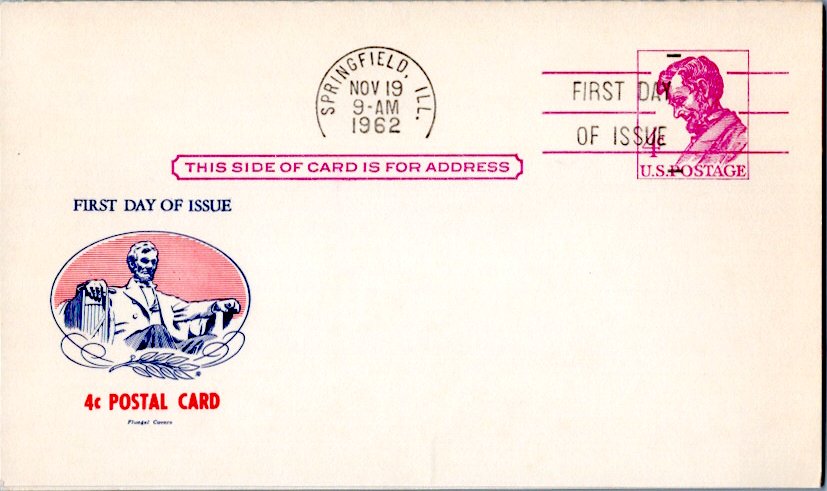 SPRINGFIELD, ILL.
NOV 19
9-AM
1962
FIRST DAY
OF ISSUE
4¢
U.S.POSTAGE
THIS SIDE OF CARD IS FOR ADDRESS
FIRST DAY OF ISSUE
4c POSTAL CARD
Fluegel Covers